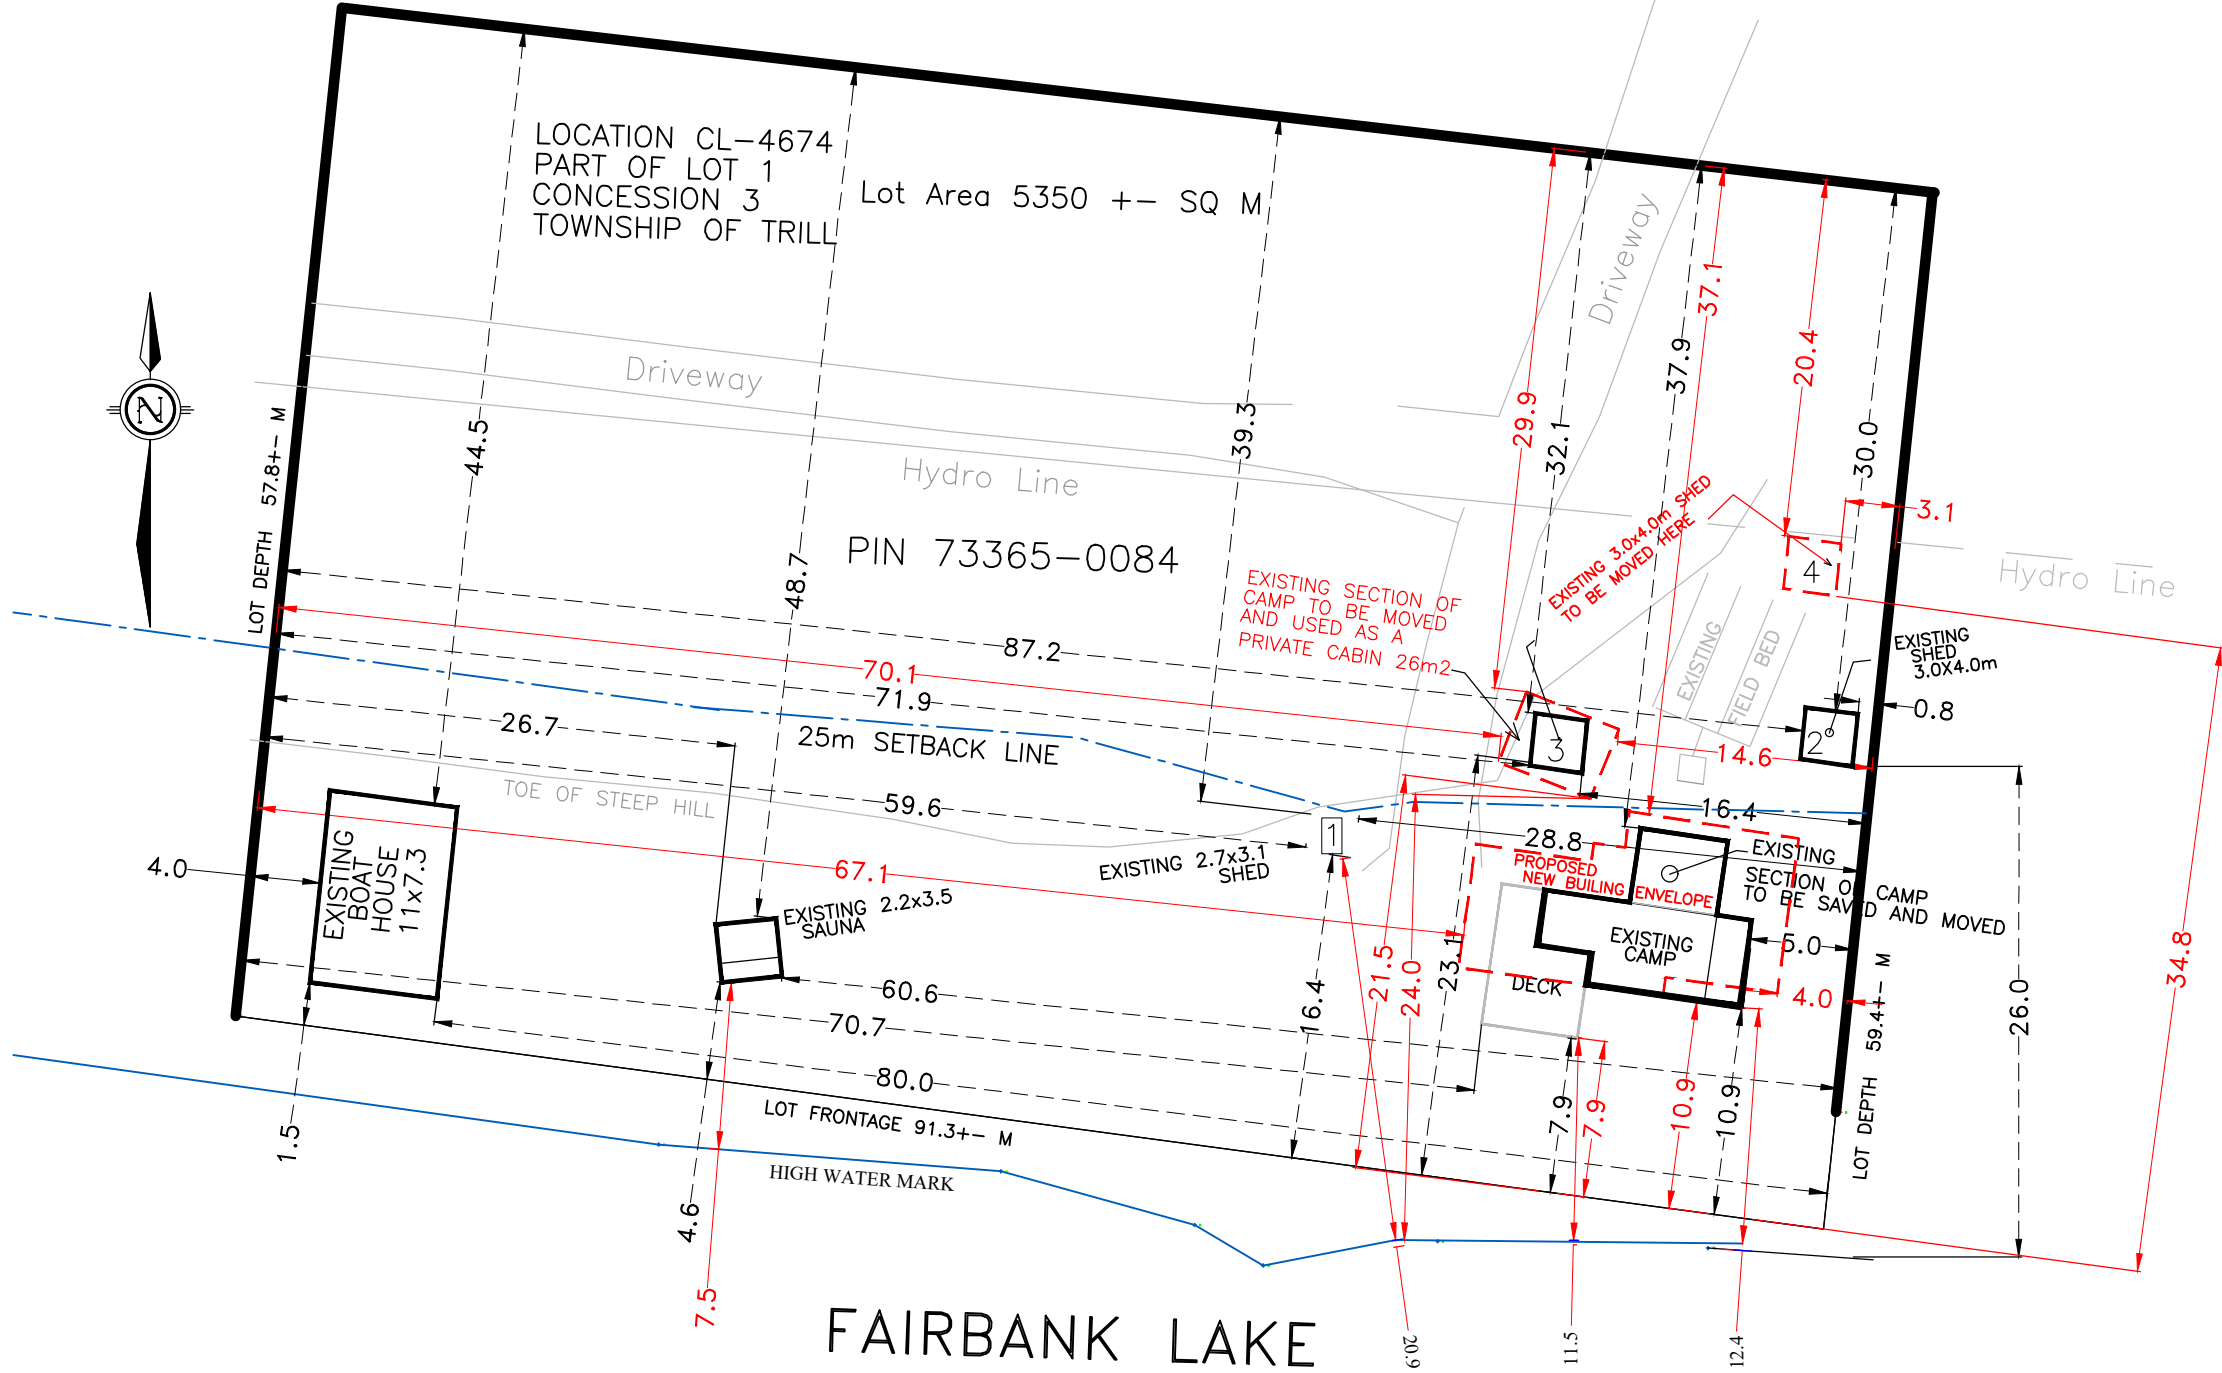 LOCATION CL-4674
PART OF LOT 1
CONCESSION 3
TOWNSHIP OF TRILL
Lot Area 5350 +- SQ M
Driveway
Driveway
Hydro Line
Hydro Line
PIN 73365-0084
N
LOT DEPTH 57.8+- M
44.5
48.7
39.3
29.9
32.1
37.9
37.1
20.4
30.0
3.1
EXISTING 3.0x4.0m SHED
TO BE MOVED HERE
4
EXISTING SECTION OF
CAMP TO BE MOVED
AND USED AS A
PRIVATE CABIN 26m2
EXISTING
FIELD BED
EXISTING
SHED
3.0X4.0m
87.2
70.1
71.9
26.7
25m SETBACK LINE
3
2
0.8
14.6
TOE OF STEEP HILL
59.6
16.4
28.8
1
EXISTING 2.7x3.1
SHED
4.0
EXISTING
BOAT
HOUSE
11x7.3
67.1
EXISTING 2.2x3.5
SAUNA
PROPOSED
NEW BUILING
ENVELOPE
EXISTING
SECTION OF CAMP
TO BE SAVED AND MOVED
EXISTING
CAMP
DECK
5.0
4.0
21.5
24.0
23.1
16.4
60.6
70.7
80.0
LOT FRONTAGE 91.3+- M
HIGH WATER MARK
1.5
4.6
7.5
7.9
7.9
10.9
10.9
LOT DEPTH 59.4+- M
26.0
34.8
20.9
11.5
12.4
FAIRBANK LAKE